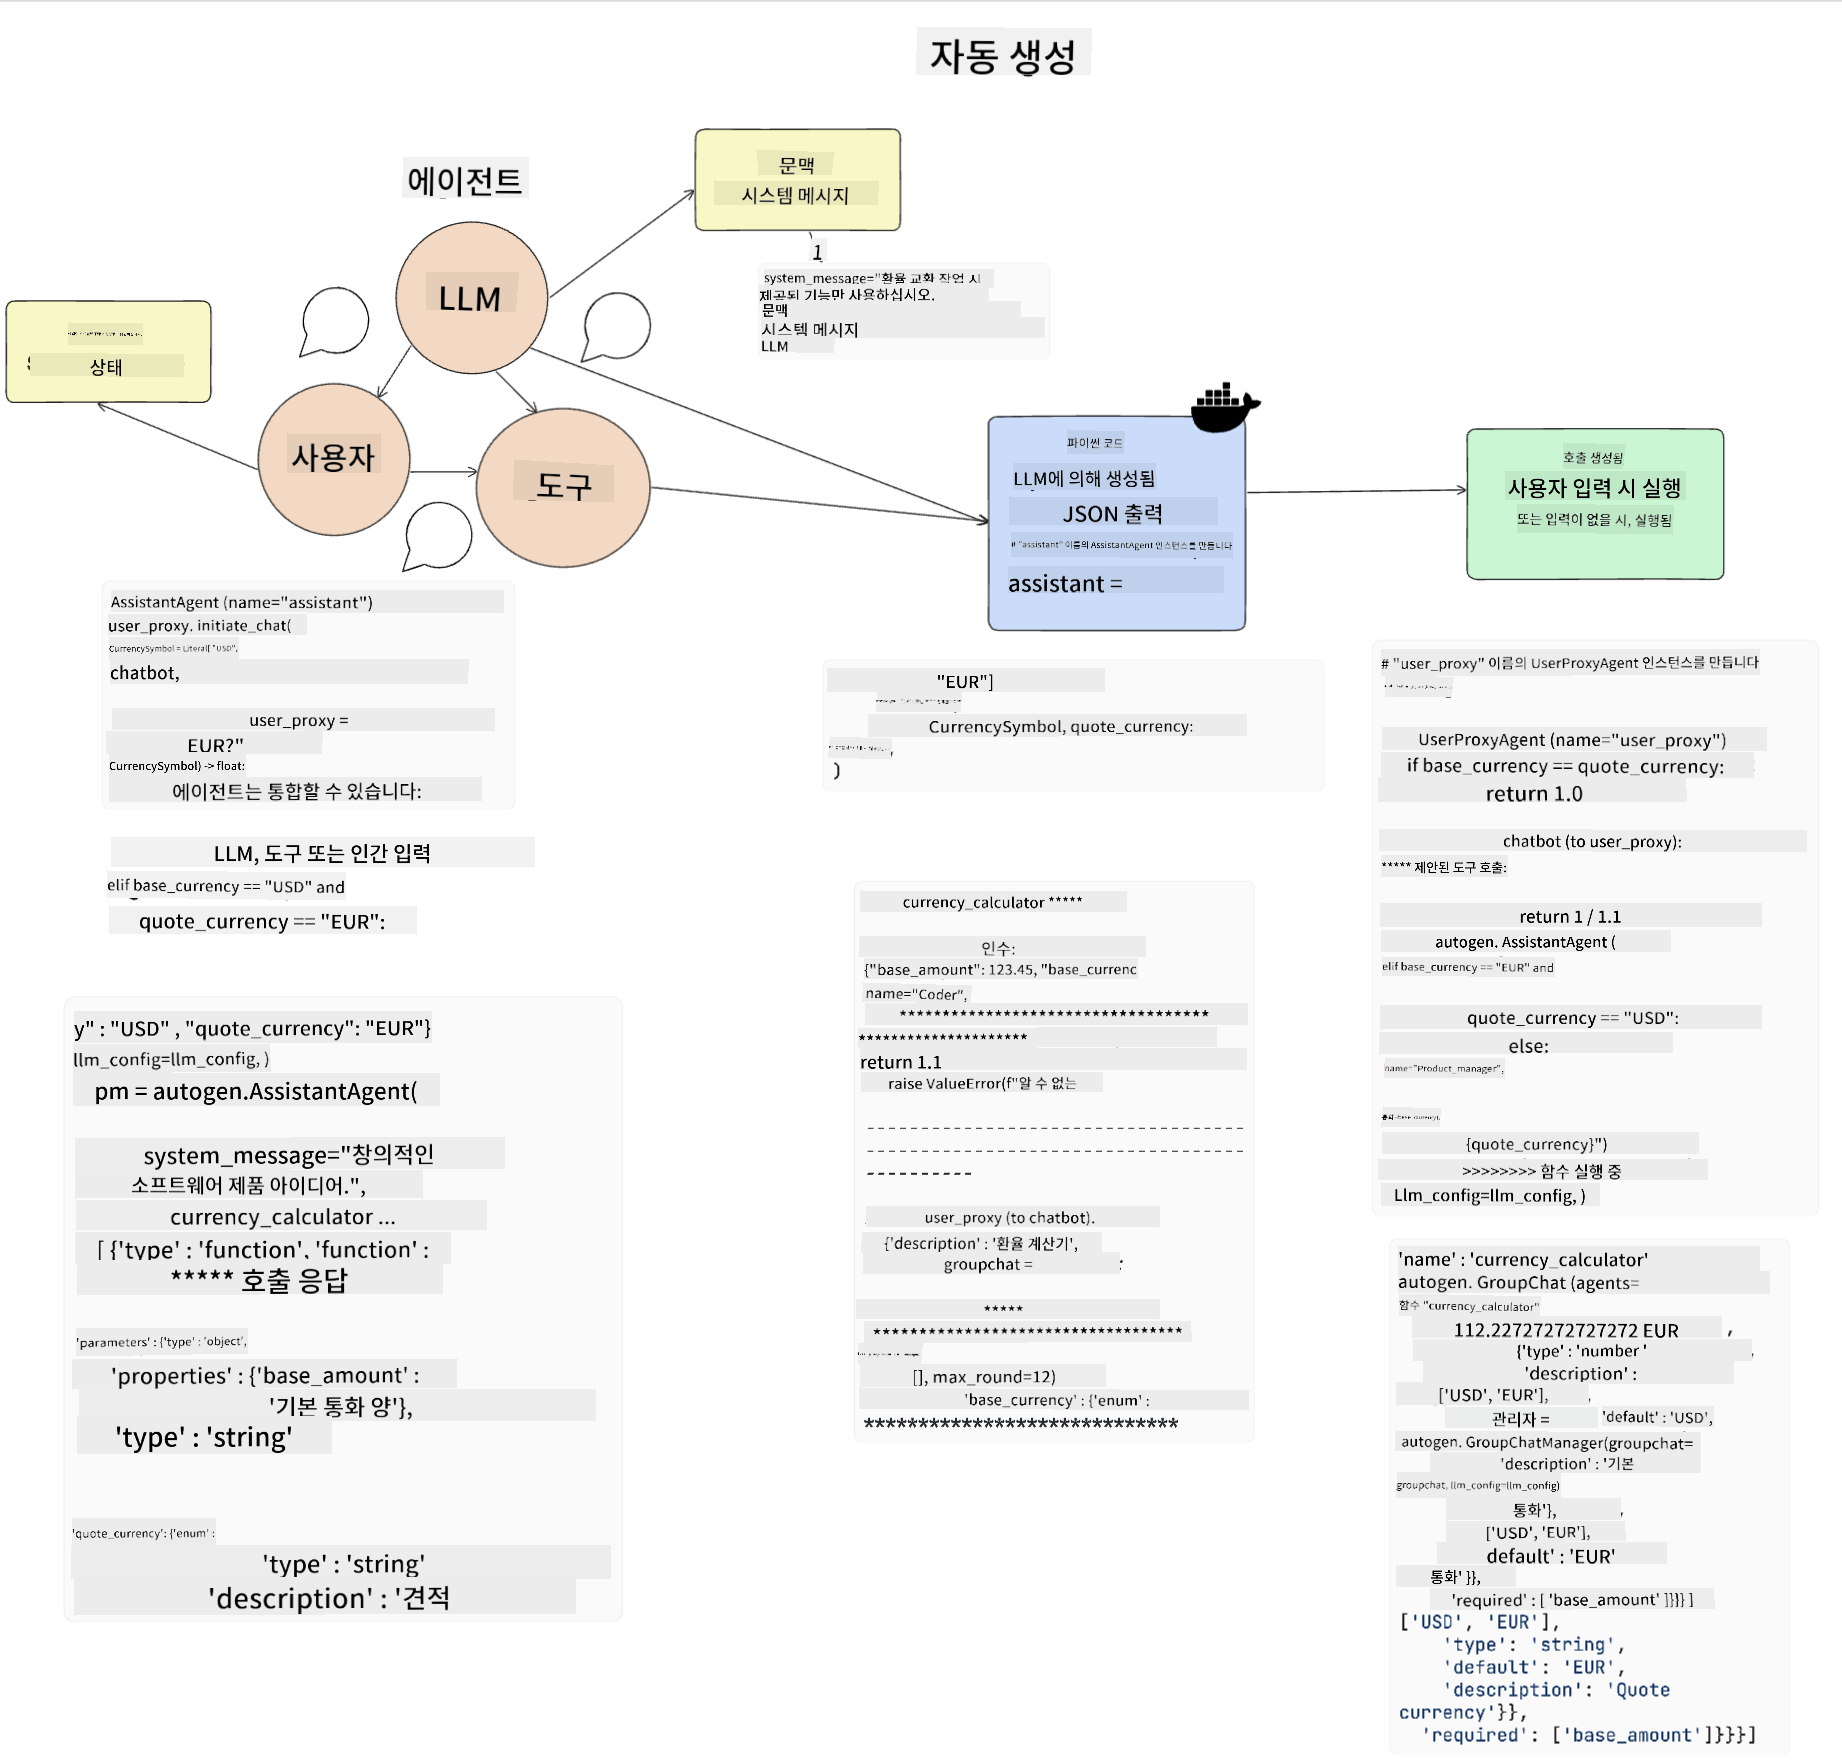 자동 생성
에이전트
문맥
시스템 메시지
1
system_message="환율 교환 작업 시
제공된 기능만 사용하십시오.
문맥
시스템 메시지
LLM
LLM
상태
사용자
도구
파이썬 코드
LLM에 의해 생성됨
JSON 출력
# "assistant" 이름의 AssistantAgent 인스턴스를 만듭니다
assistant =
호출 생성됨
사용자 입력 시 실행
또는 입력이 없을 시, 실행됨
AssistantAgent (name="assistant")
user_proxy. initiate_chat(
CurrencySymbol = Literal[ "USD",
chatbot,
user_proxy =
EUR?"
CurrencySymbol) -> float:
에이전트는 통합할 수 있습니다:
LLM, 도구 또는 인간 입력
elif base_currency == "USD" and
quote_currency == "EUR":
"EUR"]
CurrencySymbol, quote_currency:
)
# "user_proxy" 이름의 UserProxyAgent 인스턴스를 만듭니다
UserProxyAgent (name="user_proxy")
if base_currency == quote_currency:
return 1.0
chatbot (to user_proxy):
***** 제안된 도구 호출:
return 1 / 1.1
autogen. AssistantAgent (
elif base_currency == "EUR" and
quote_currency == "USD":
else:
name="Product_manager",
{quote_currency}")
>>>>>>>> 함수 실행 중
Llm_config=llm_config, )
y" : "USD" , "quote_currency": "EUR"}
llm_config=llm_config, )
pm = autogen.AssistantAgent(
system_message="창의적인
소프트웨어 제품 아이디어.",
currency_calculator ...
[ {'type' : 'function', 'function' :
***** 호출 응답
'parameters' : {'type' : 'object',
'properties' : {'base_amount' :
'기본 통화 양'},
'type' : 'string'
'quote_currency': {'enum' :
'type' : 'string'
'description' : '견적
currency_calculator *****
인수:
{"base_amount": 123.45, "base_currenc
name="Coder",
**********************************
********************
return 1.1
raise ValueError(f"알 수 없는
-----------------------------------
-----------------------------------
----------
user_proxy (to chatbot).
{'description' : '환율 계산기',
groupchat =
*****
**********************************
[], max_round=12)
'base_currency' : {'enum' :
*****************************
'name' : 'currency_calculator'
autogen. GroupChat (agents=
함수 "currency_calculator"
112.22727272727272 EUR ,
{'type' : 'number '
'description' :
['USD', 'EUR'],
관리자 = 'default' : 'USD',
autogen. GroupChatManager(groupchat=
'description' : '기본
groupchat, llm_config=llm_config)
통화'},
['USD', 'EUR'],
default' : 'EUR'
통화' }},
'required' : [ 'base_amount' ]}}} ]
['USD', 'EUR'],
'type': 'string',
'default': 'EUR',
'description': 'Quote
currency'}},
'required': ['base_amount']}}}]